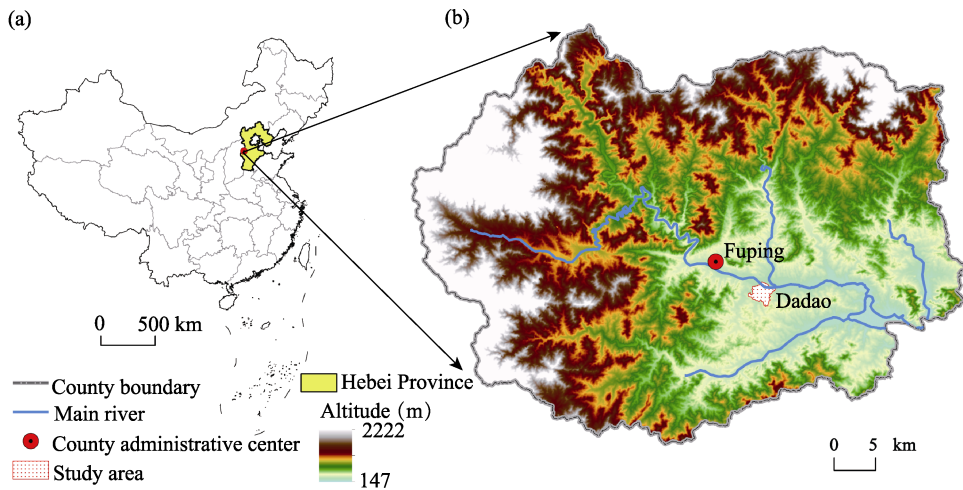 (a)
(b)
Fuping
Dadao
0 500 km
County boundary
Main river
County administrative center
Study area
Hebei Province
Altitude (m)
2222
147
0 5 km